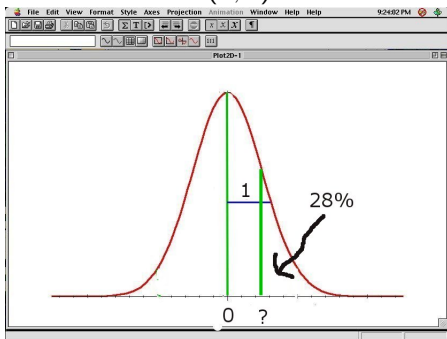 File Edit View Format Style Axes Projection Animation Window Help Help 9:24:02 PM
Plot2D-1
1
28%
0 ?